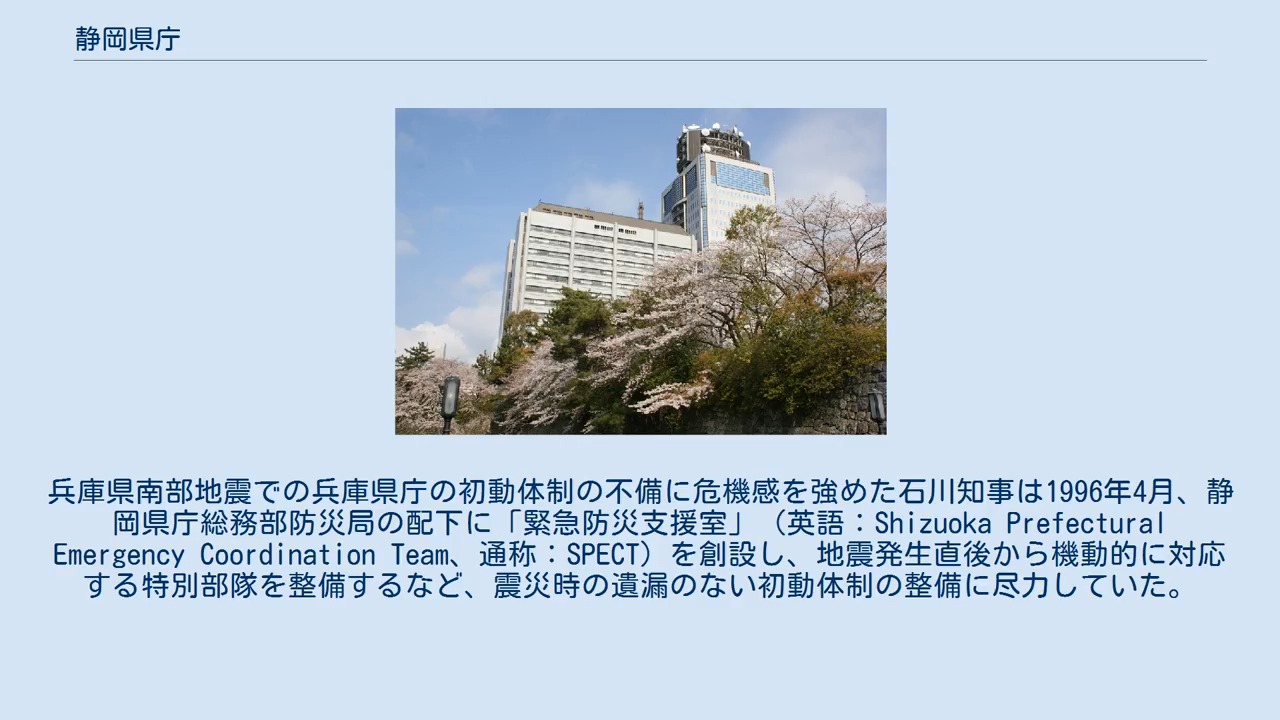 静岡県庁
兵庫県南部地震での兵庫県庁の初動体制の不備に危機感を強めた石川知事は1996年4月、静
岡県庁総務部防災局の配下に「緊急防災支援室」（英語：Shizuoka Prefectural
Emergency Coordination Team、通称：SPECT）を創設し、地震発生直後から機動的に対応
する特別部隊を整備するなど、震災時の遺漏のない初動体制の整備に尽力していた。